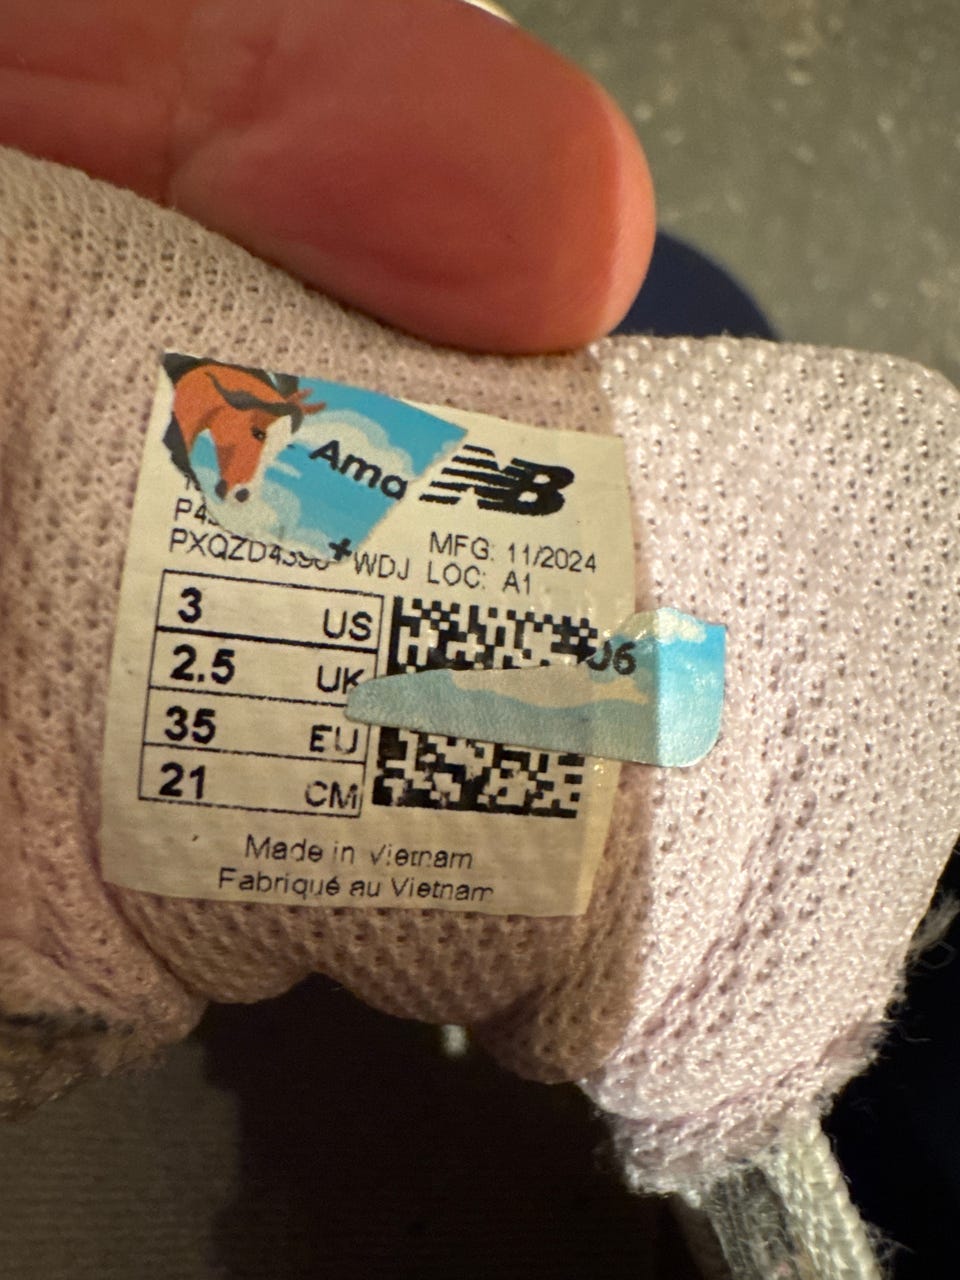 Ama
NB
MFG: 11/2024
WDJ LOC: A1
3 US
2.5 UK
35 EU
21 CM
Made in Vietnam
Fabriqué au Vietnam